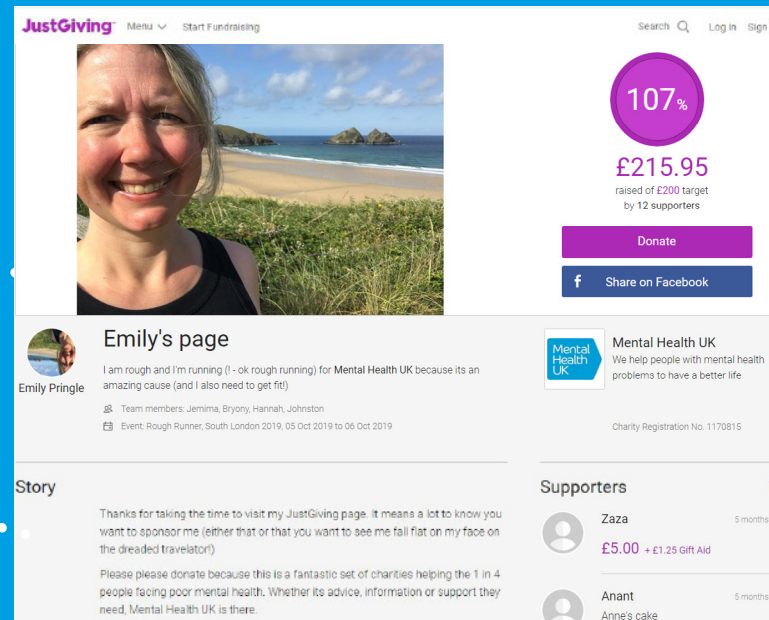 JustGiving™ Menu Start Fundraising Search Log in Sign
107%
£215.95
raised of £200 target
by 12 supporters
Donate
Share on Facebook
Emily Pringle
Emily's page
I am rough and I'm running (! - ok rough running) for Mental Health UK because its an
amazing cause (and I also need to get fit!)
Team members: Jemima, Bryony, Hannah, Johnston
Event: Rough Runner, South London 2019, 05 Oct 2019 to 06 Oct 2019
Mental
Health
UK
Mental Health UK
We help people with mental health
problems to have a better life
Charity Registration No. 1170815
Story
Thanks for taking the time to visit my JustGiving page. It means a lot to know you
want to sponsor me (either that or that you want to see me fall flat on my face on
the dreaded travelator!)
Please please donate because this is a fantastic set of charities helping the 1 in 4
people facing poor mental health. Whether its advice, information or support they
need, Mental Health UK is there.
Supporters
Zaza 5 months
£5.00 + £1.25 Gift Aid
Anant 5 months
Anne's cake